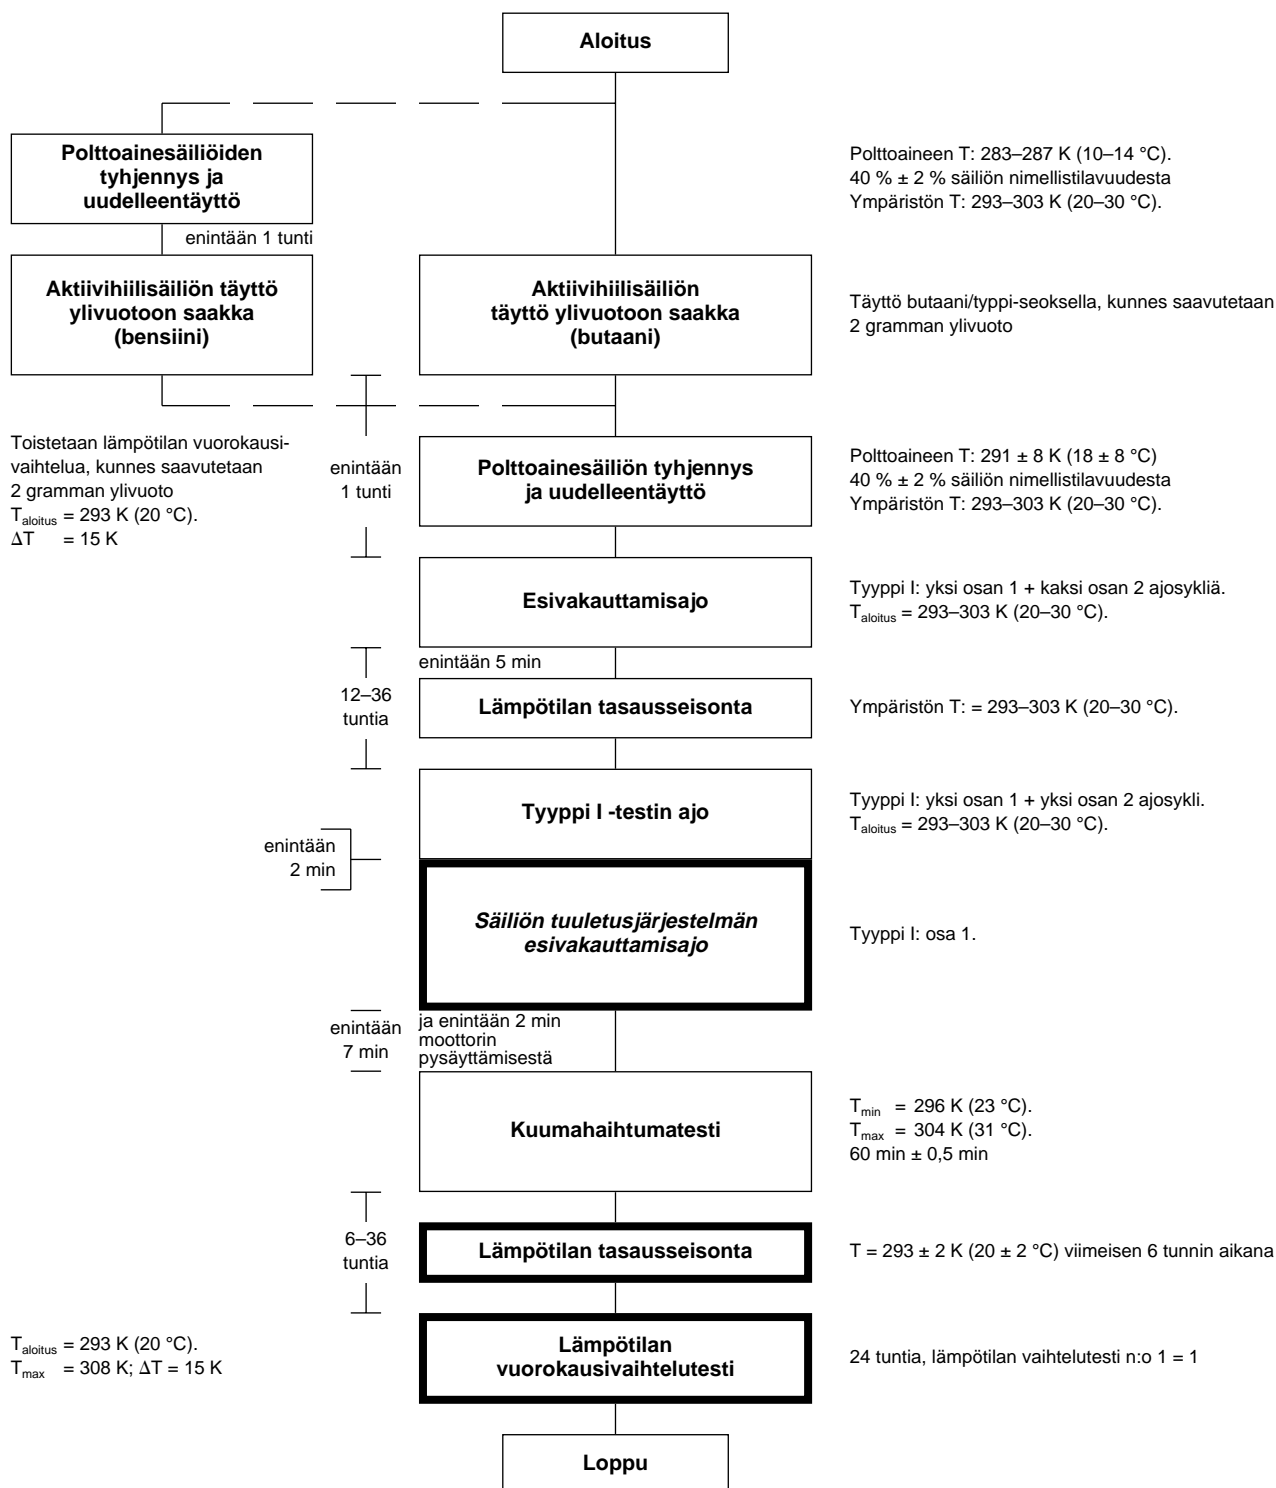 Aloitus
Polttoainesäiliöiden
tyhjennys ja
uudelleentäyttö
Polttoaineen T: 283–287 K (10–14 °C).
40 % ± 2 % säiliön nimellistilavuudesta
Ympäristön T: 293–303 K (20–30 °C).
enintään 1 tunti
Aktiivihiilisäiliön täyttö
ylivuotoon saakka
(bensiini)
Aktiivihiilisäiliön
täyttö ylivuotoon saakka
(butaani)
Täyttö butaani/typpi-seoksella, kunnes saavutetaan
2 gramman ylivuoto
Toistetaan lämpötilan vuorokausi-
vaihtelua, kunnes saavutetaan
2 gramman ylivuoto
Taloitus = 293 K (20 °C).
ΔT = 15 K
enintään
1 tunti
Polttoainesäiliön tyhjennys
ja uudelleentäyttö
Polttoaineen T: 291 ± 8 K (18 ± 8 °C)
40 % ± 2 % säiliön nimellistilavuudesta
Ympäristön T: 293–303 K (20–30 °C).
Esivakauttamisajo
Tyyppi I: yksi osan 1 + kaksi osan 2 ajosykliä.
Taloitus = 293–303 K (20–30 °C).
enintään 5 min
12–36
tuntia
Lämpötilan tasausseisonta
Ympäristön T: = 293–303 K (20–30 °C).
Tyyppi I -testin ajo
Tyyppi I: yksi osan 1 + yksi osan 2 ajosykli.
Taloitus = 293–303 K (20–30 °C).
enintään
2 min
Säiliön tuuletusjärjestelmän
esivakauttamisajo
Tyyppi I: osa 1.
enintään
7 min
ja enintään 2 min
moottorin
pysäyttämisestä
Kuumahaihtumatesti
Tmin = 296 K (23 °C).
Tmax = 304 K (31 °C).
60 min ± 0,5 min
6–36
tuntia
Lämpötilan tasausseisonta
T = 293 ± 2 K (20 ± 2 °C) viimeisen 6 tunnin aikana
Taloitus = 293 K (20 °C).
Tmax = 308 K; ΔT = 15 K
Lämpötilan
vuorokausivaihtelutesti
24 tuntia, lämpötilan vaihtelutesti n:o 1 = 1
Loppu